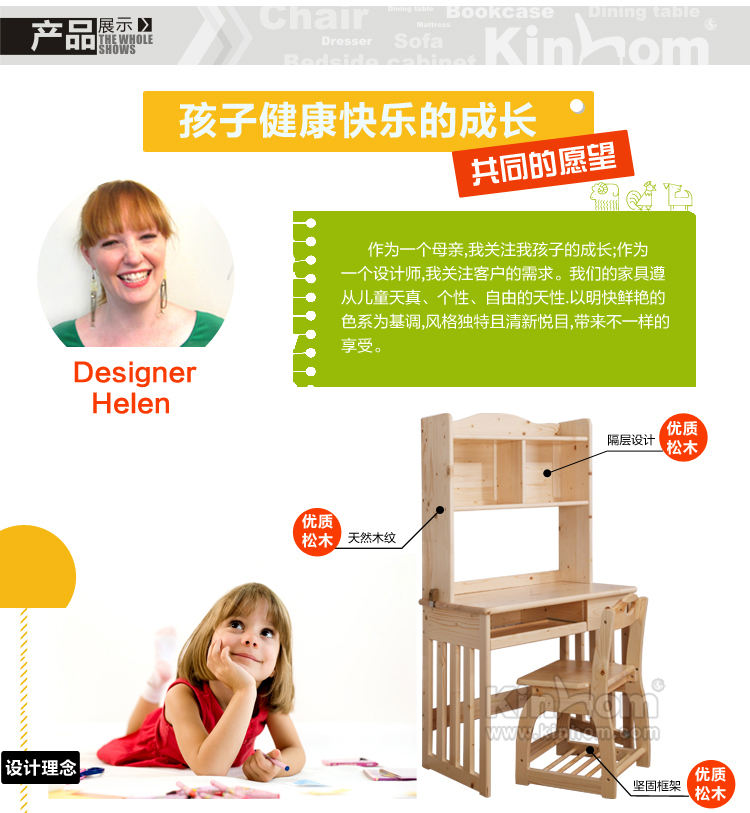 Chair
Dining table
Bookcase
Dining table
Mattress
Dresser
Sofa
Kinhom
Bedside cabinet
产品展示
THE WHOLE
SHOWS
孩子健康快乐的成长
共同的愿望
作为一个母亲,我关注我孩子的成长;作为
一个设计师,我关注客户的需求。我们的家具遵
从儿童天真、个性、自由的天性.以明快鲜艳的
色系为基调,风格独特且清新悦目,带来不一样的
享受。
Designer
Helen
隔层设计
优质
松木
优质
松木
天然木纹
Kinhom
www.kinhom.com
设计理念
坚固框架
优质
松木